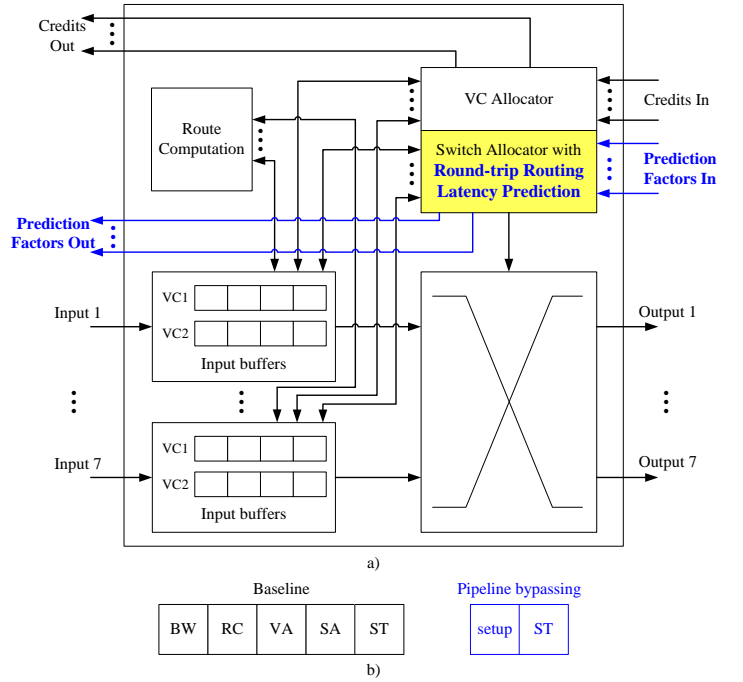 Credits
Out
VC Allocator
Credits In
Route
Computation
Switch Allocator with
Round-trip Routing
Latency Prediction
Prediction
Factors In
Prediction
Factors Out
Input 1
VC1
VC2
Input buffers
Output 1
Input 7
VC1
VC2
Input buffers
Output 7
a)
Baseline
Pipeline bypassing
BW RC VA SA ST
setup ST
b)